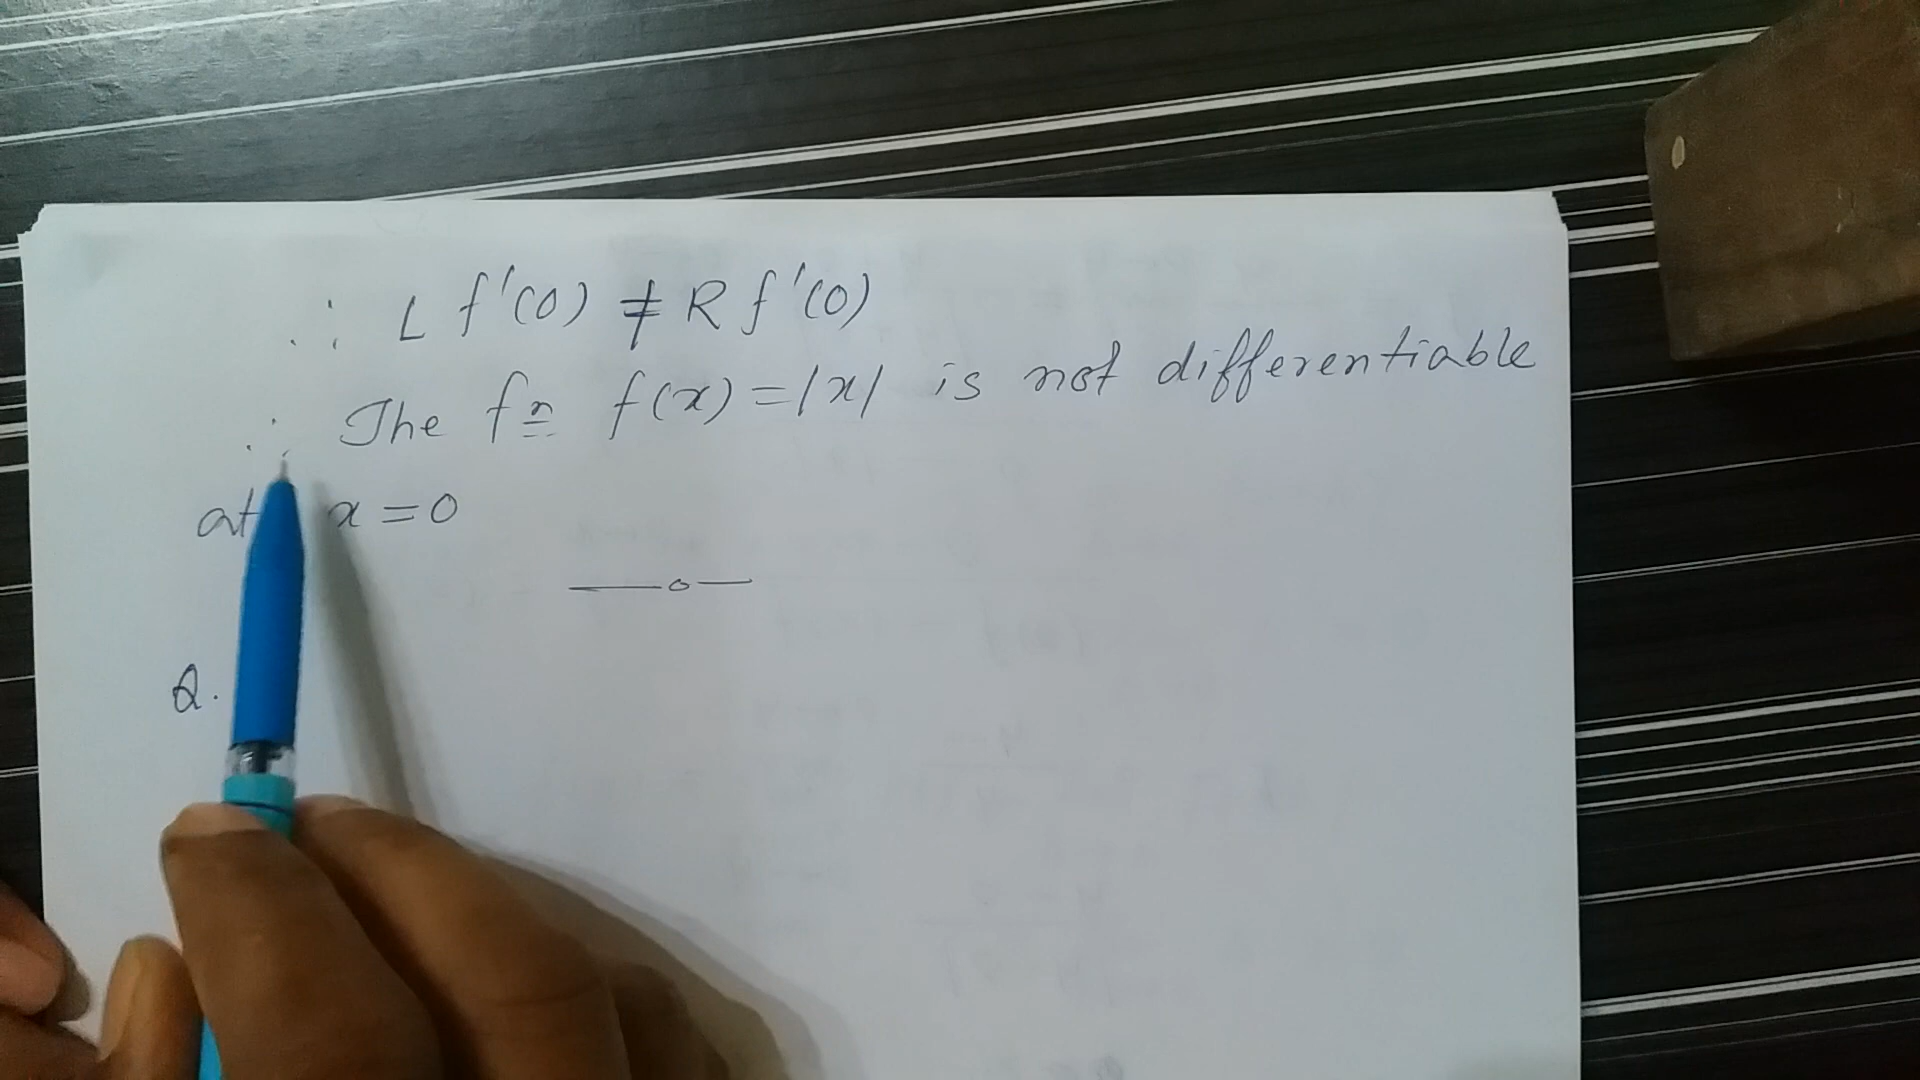 ∴ L f'(0) ≠ R f'(0)
∴ The fn f(x) = |x| is not differentiable
at x = 0
—o—
Q.